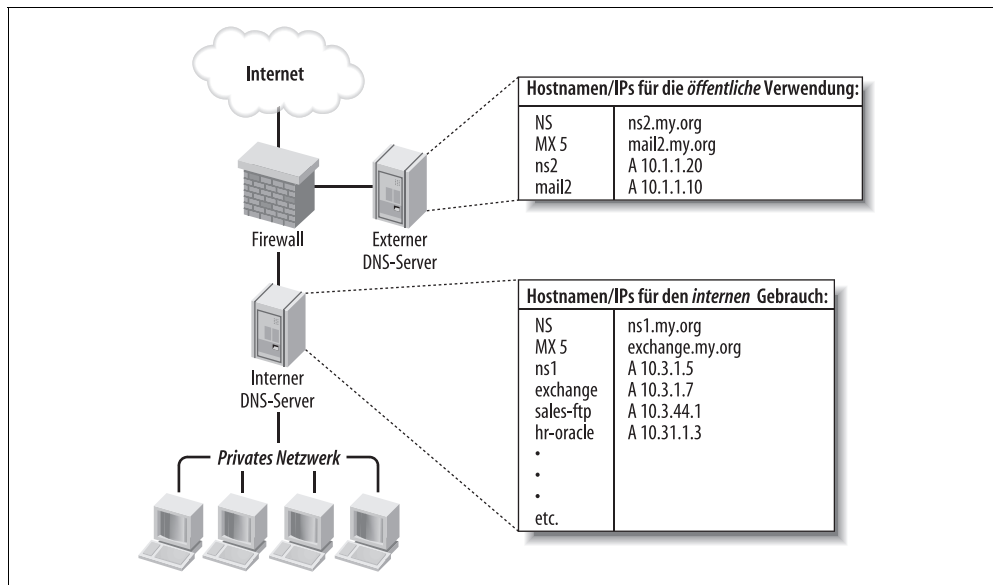 Internet
Firewall
Externer
DNS-Server
Hostnamen/IPs für die öffentliche Verwendung:
NS ns2.my.org
MX 5 mail2.my.org
ns2 A 10.1.1.20
mail2 A 10.1.1.10
Interner
DNS-Server
Hostnamen/IPs für den internen Gebrauch:
NS ns1.my.org
MX 5 exchange.my.org
ns1 A 10.3.1.5
exchange A 10.3.1.7
sales-ftp A 10.3.44.1
hr-oracle A 10.31.1.3
•
•
•
etc.
Privates Netzwerk